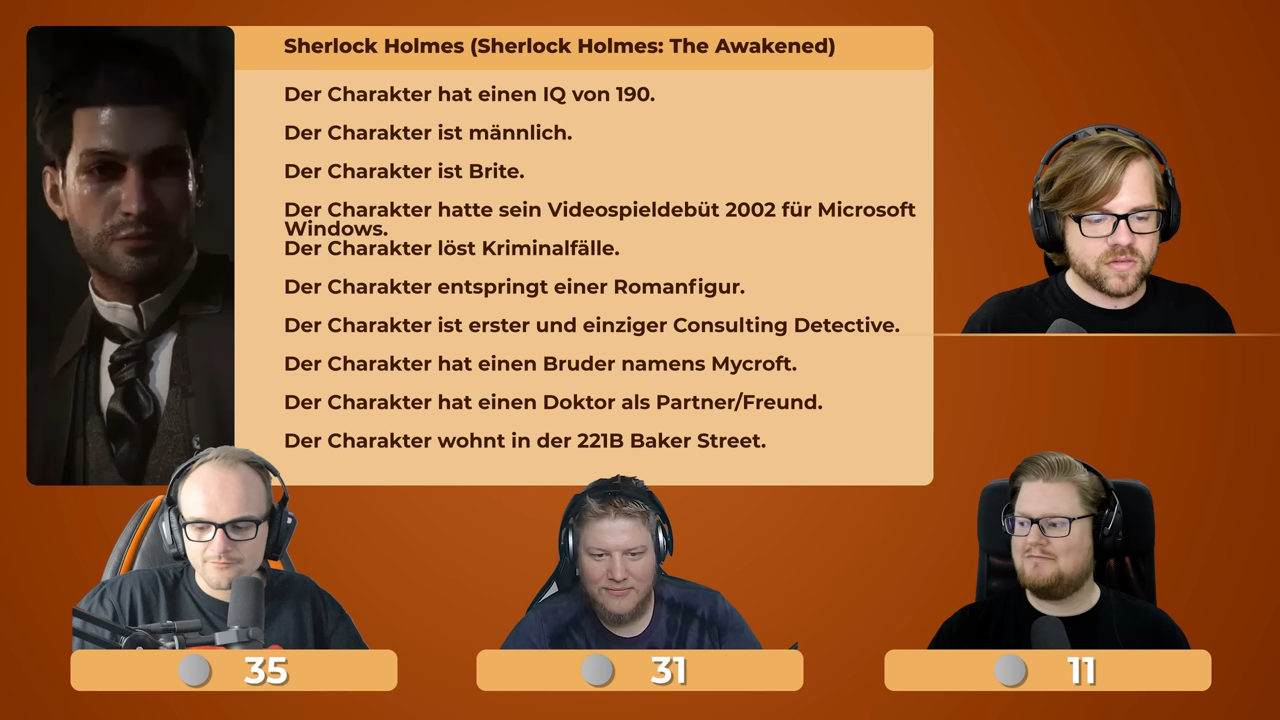 Sherlock Holmes (Sherlock Holmes: The Awakened)
Der Charakter hat einen IQ von 190.
Der Charakter ist männlich.
Der Charakter ist Brite.
Der Charakter hatte sein Videospieldebüt 2002 für Microsoft
Windows.
Der Charakter löst Kriminalfälle.
Der Charakter entspringt einer Romanfigur.
Der Charakter ist erster und einziger Consulting Detective.
Der Charakter hat einen Bruder namens Mycroft.
Der Charakter hat einen Doktor als Partner/Freund.
Der Charakter wohnt in der 221B Baker Street.
35
31
11